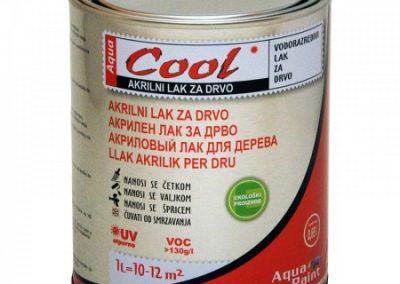 Aqua
Cool
AKRILNI LAK ZA DRVO
VODORAZREDIVI
LAK
ZA
DRVO
AKRILNI LAK ZA DRVO
АКРИЛЕН ЛАК ЗА ДРВО
АКРИЛОВЫЙ ЛАК ДЛЯ ДЕРЕВА
LLAK AKRILIK PER DRU
NANOSI SE ČETKOM
NANOSI SE VALJKOM
NANOSI SE ŠPRICEM
ČUVATI OD SMRZAVANJA
EKOLOŠKI
PROIZVOD
UV
otporno
VOC
>130g/l
1L=10-12 m²
Aqua
Paint